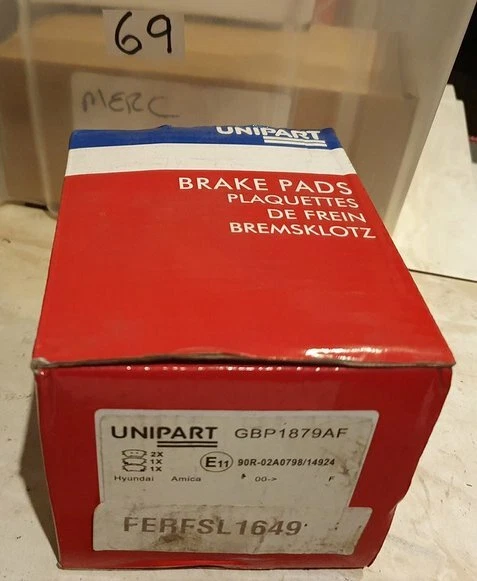 69
MERC
UNIPART
BRAKE PADS
PLAQUETTES
DE FREIN
BREMSKLOTZ
UNIPART GBP1879AF
2X
1X
1X
E11 90R-02A0798/14924
Hyundai Amica 00-> F
FERFSL1649